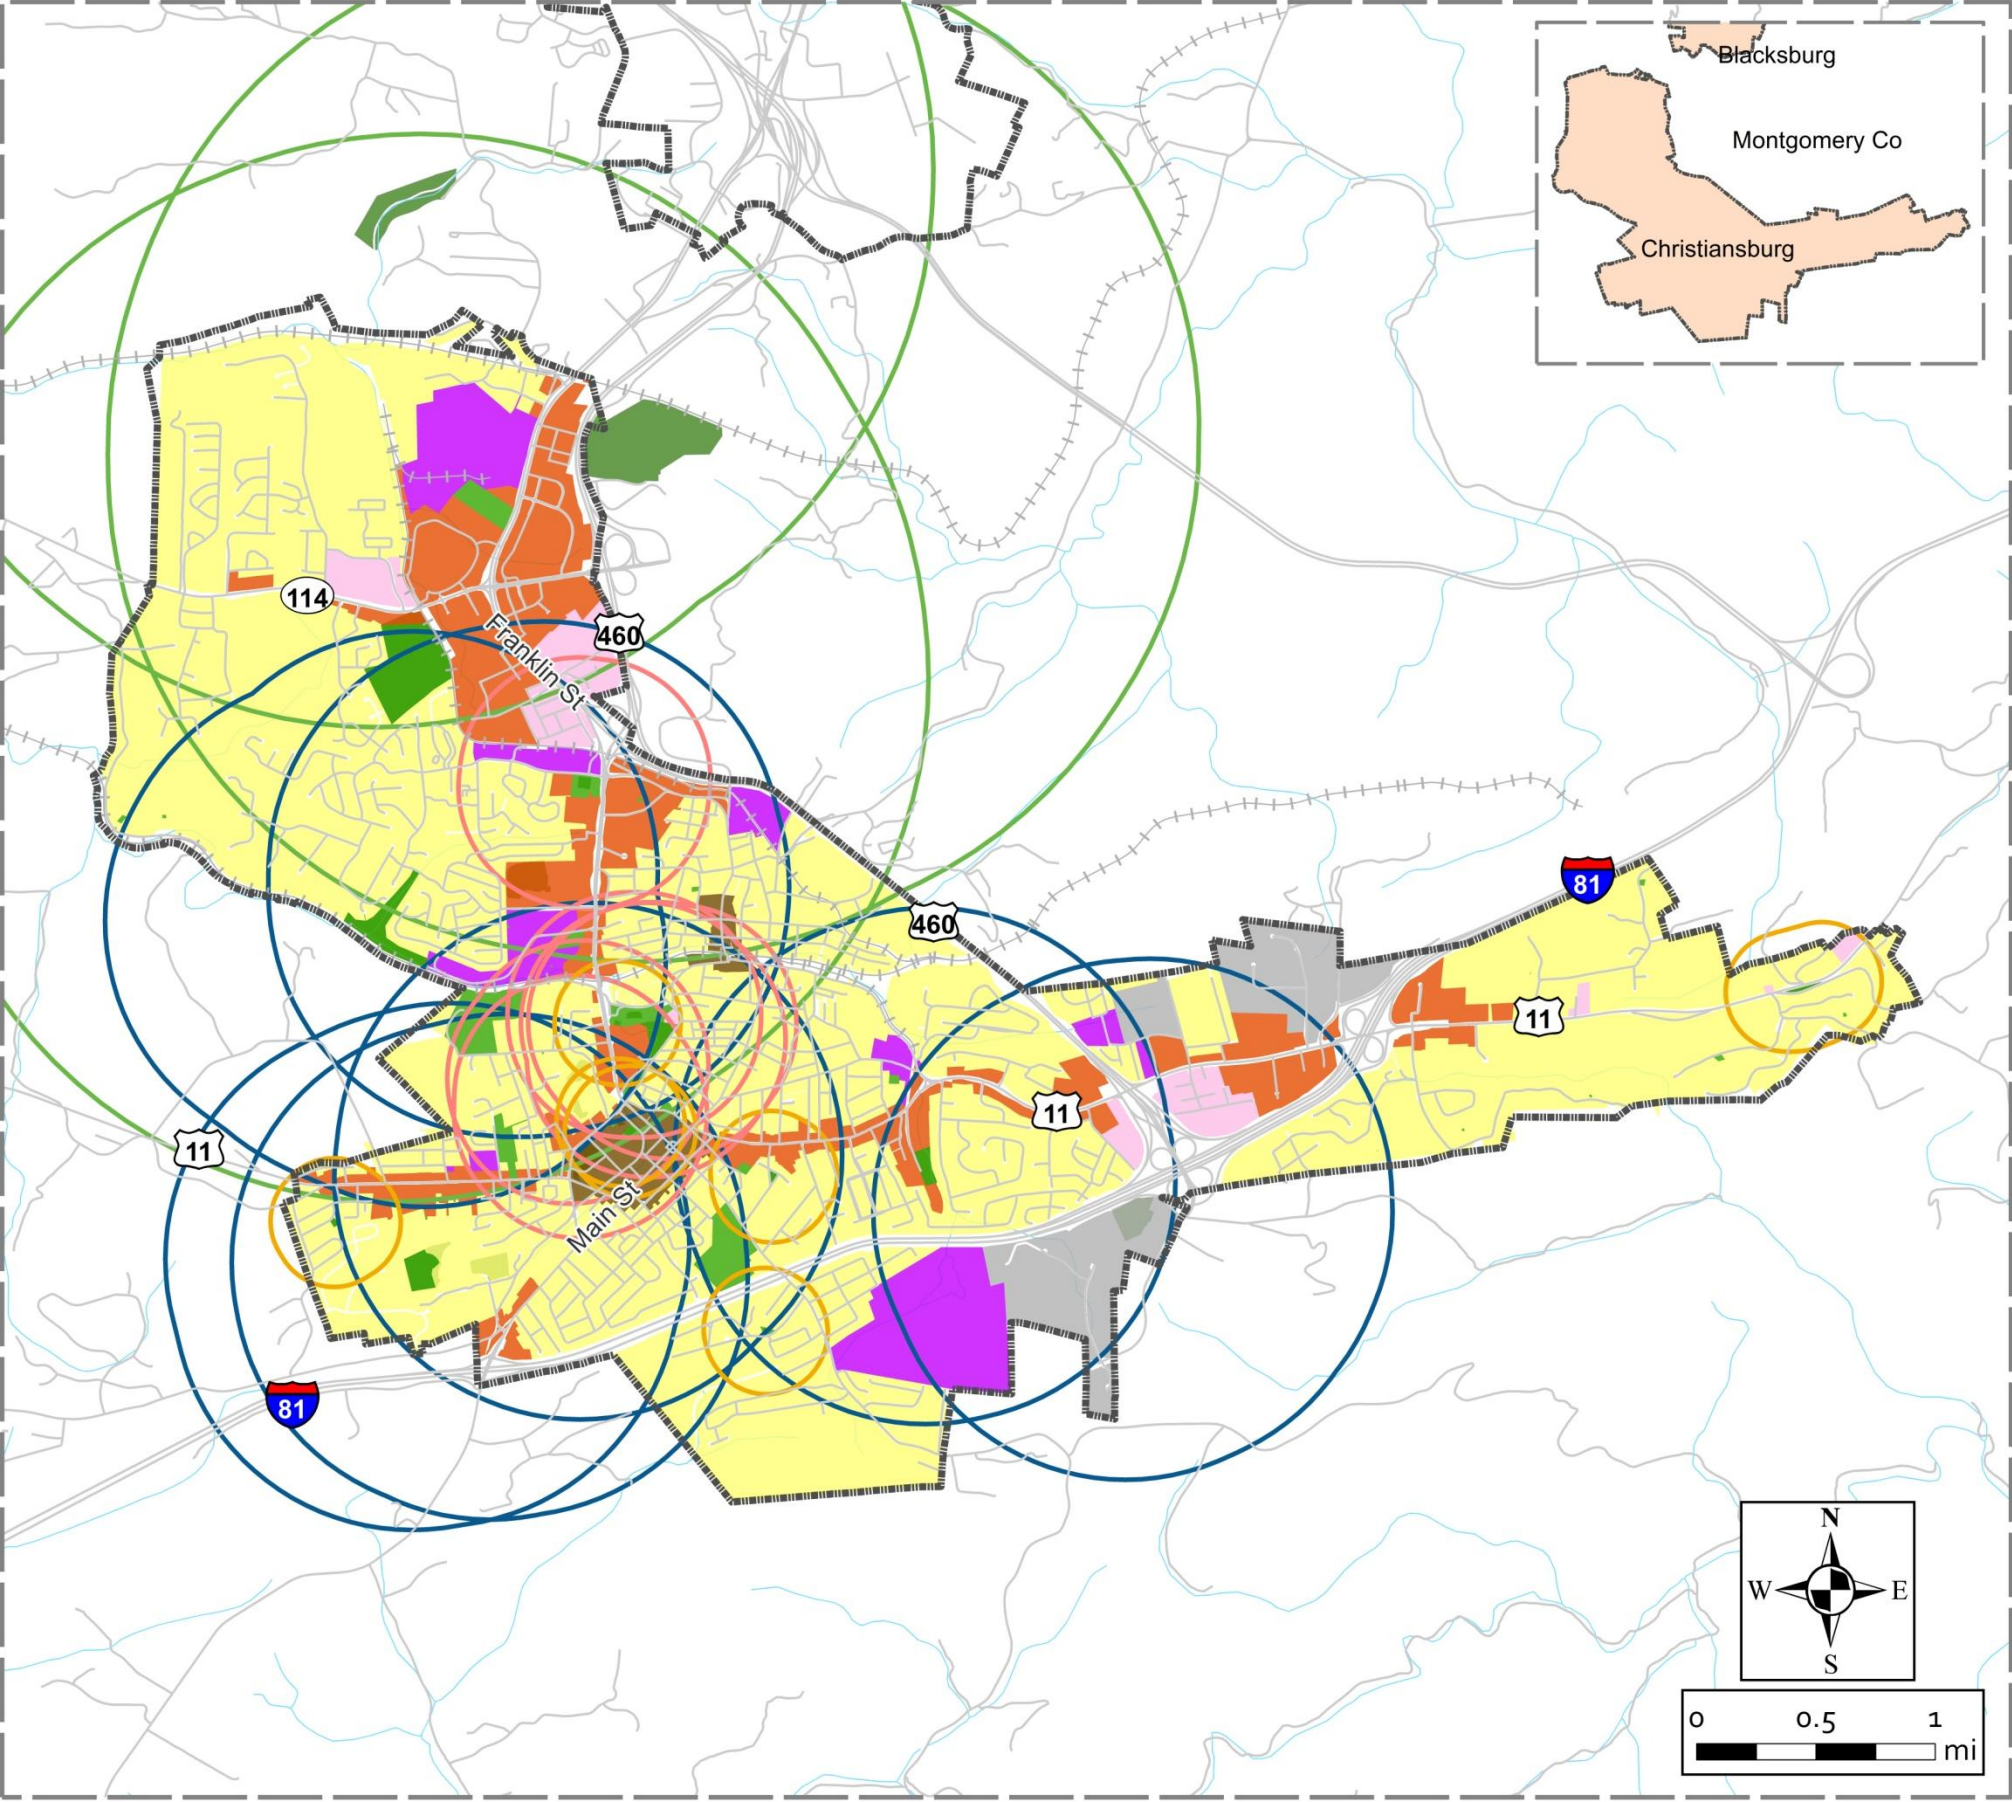 Blacksburg
Montgomery Co
Christiansburg
114
Franklin St
460
460
81
11
11
11
Main St
81
N
W E
S
0 0.5 1
mi